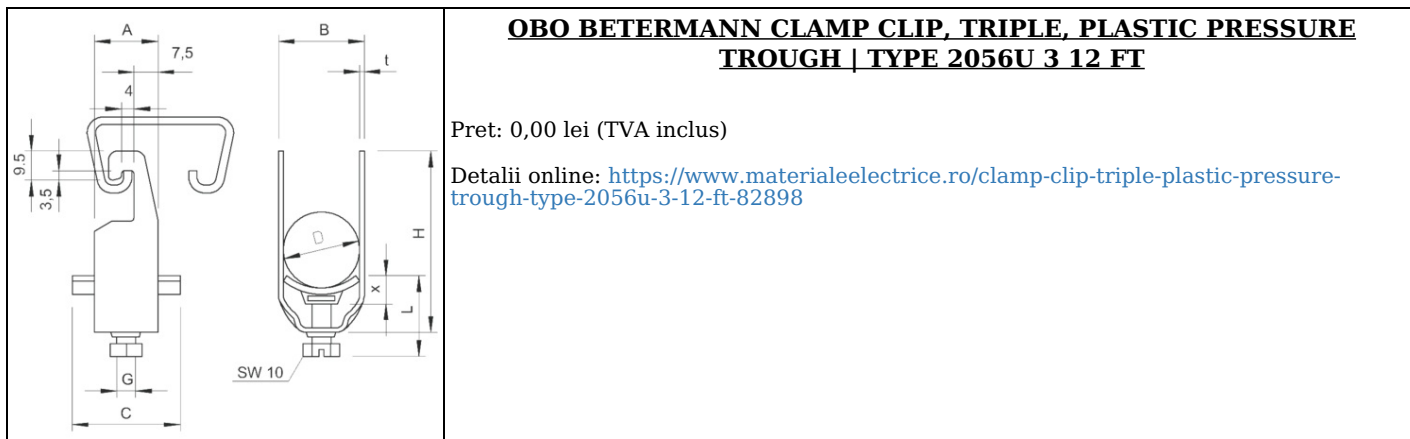 A
7,5
4
9.5
3,5
G
C
B
t
D
H
x
L
SW 10
OBO BETERMANN CLAMP CLIP, TRIPLE, PLASTIC PRESSURE
TROUGH | TYPE 2056U 3 12 FT
Pret: 0,00 lei (TVA inclus)
Detalii online: https://www.materialeelectrice.ro/clamp-clip-triple-plastic-pressure-
trough-type-2056u-3-12-ft-82898